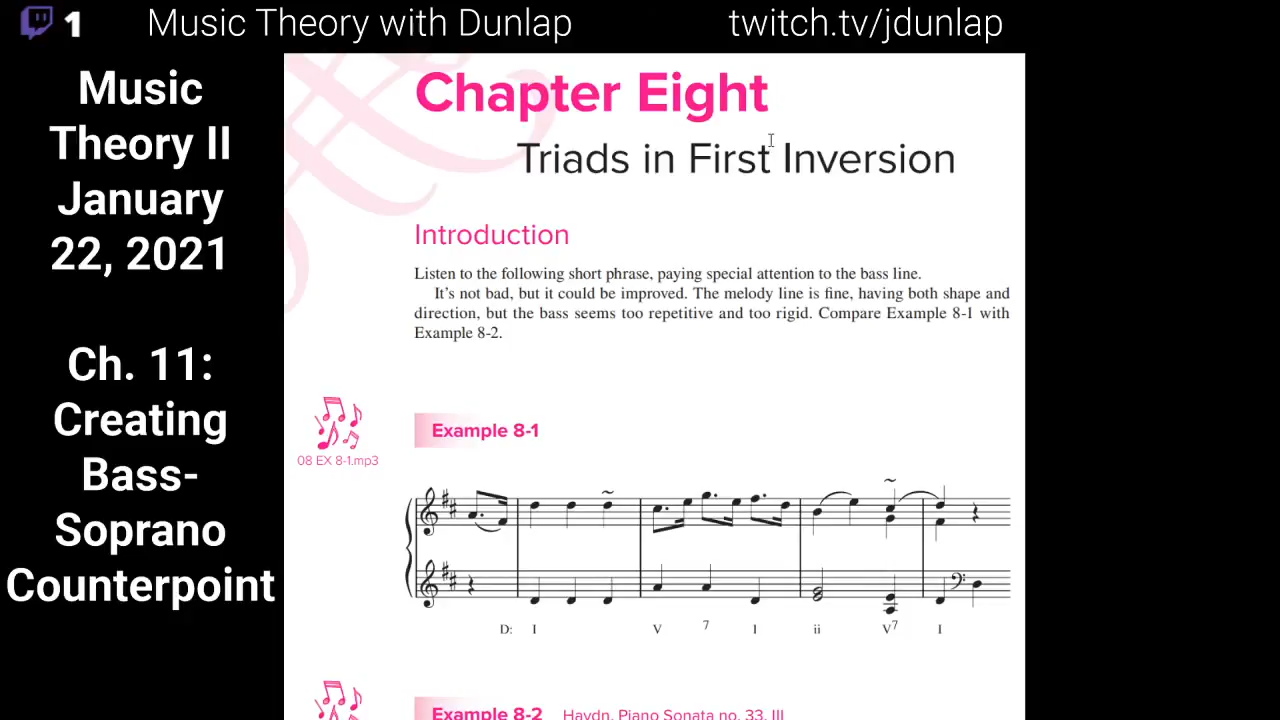 1 Music Theory with Dunlap twitch.tv/jdunlap
Music
Theory II
January
22, 2021
Ch. 11:
Creating
Bass-
Soprano
Counterpoint
Chapter Eight
Triads in First Inversion
Introduction
Listen to the following short phrase, paying special attention to the bass line.
It's not bad, but it could be improved. The melody line is fine, having both shape and
direction, but the bass seems too repetitive and too rigid. Compare Example 8-1 with
Example 8-2.
Example 8-1
08 EX 8-1.mp3
D: I V 7 I ii V7 I
Example 8-2 Haydn, Piano Sonata no. 33, III